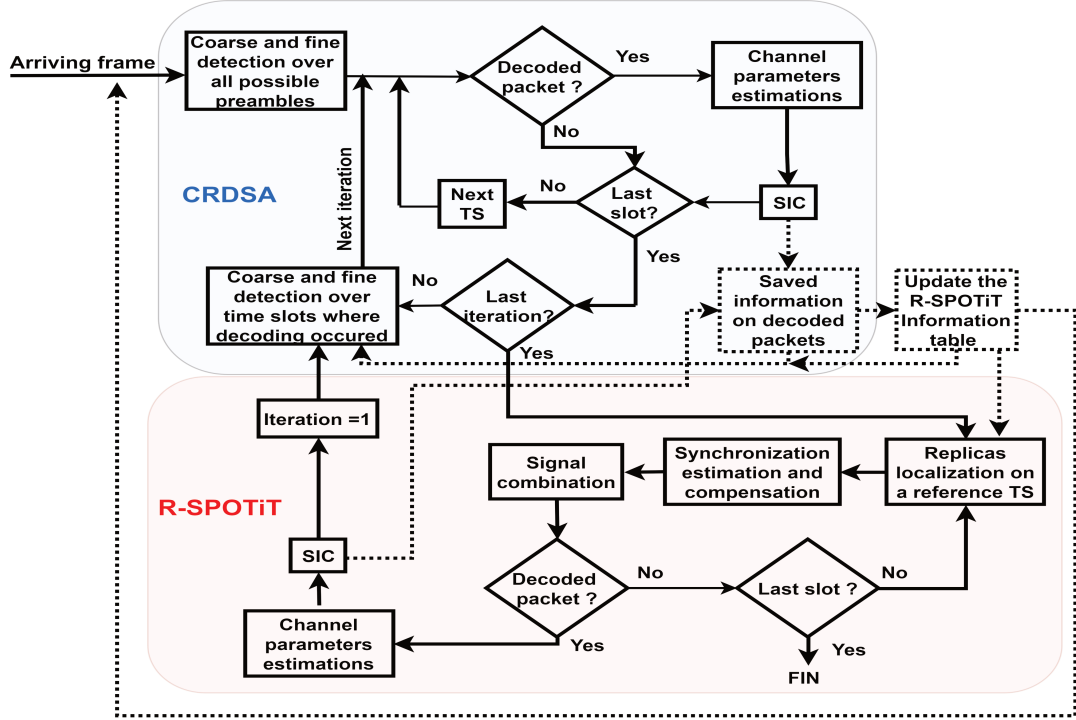 Arriving frame
Coarse and fine
detection over
all possible
preambles
Decoded
packet ?
Yes
Channel
parameters
estimations
No
CRDSA
Next iteration
Next
TS
No
Last
slot?
SIC
Yes
Coarse and fine
detection over
time slots where
decoding occured
No
Last
iteration?
Yes
Saved
information
on decoded
packets
Update the
R-SPOTiT
Information
table
Iteration =1
R-SPOTiT
Signal
combination
Synchronization
estimation and
compensation
Replicas
localization on
a reference TS
SIC
Decoded
packet ?
No
Last slot ?
No
Channel
parameters
estimations
Yes
Yes
FIN